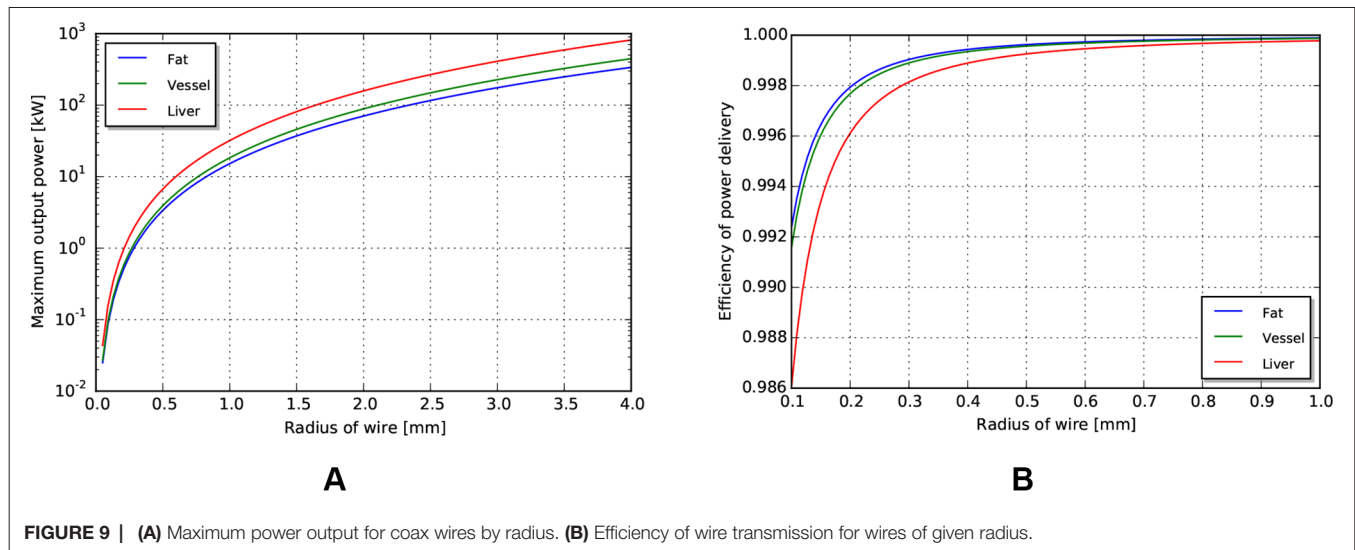 10^3
10^2
10^1
10^0
10^-1
10^-2
Maximum output power [kW]
Fat
Vessel
Liver
0.0 0.5 1.0 1.5 2.0 2.5 3.0 3.5 4.0
Radius of wire [mm]
A
1.000
0.998
0.996
0.994
0.992
0.990
0.988
0.986
Efficiency of power delivery
Fat
Vessel
Liver
0.1 0.2 0.3 0.4 0.5 0.6 0.7 0.8 0.9 1.0
Radius of wire [mm]
B
FIGURE 9 | (A) Maximum power output for coax wires by radius. (B) Efficiency of wire transmission for wires of given radius.